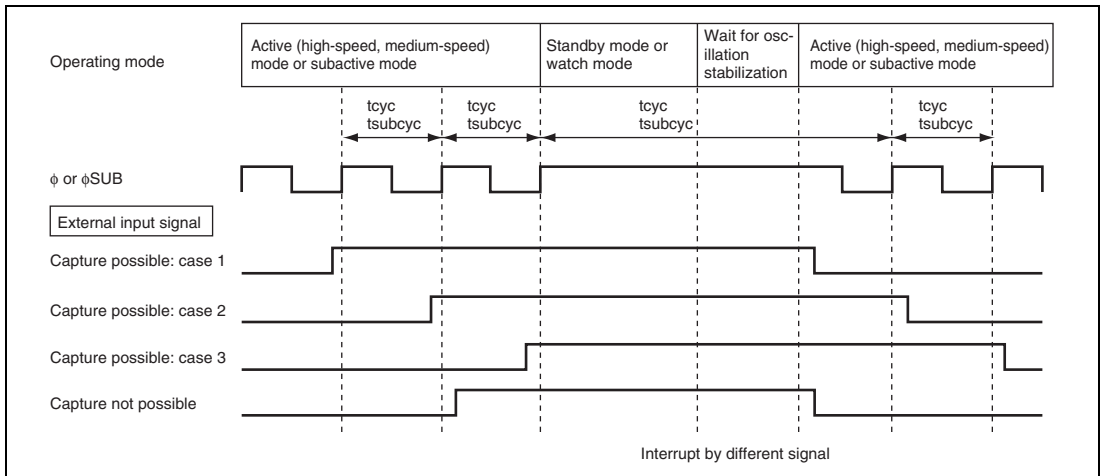 Operating mode
Active (high-speed, medium-speed)
mode or subactive mode
Standby mode or
watch mode
Wait for osc-
illation
stabilization
Active (high-speed, medium-speed)
mode or subactive mode
tcyc
tsubcyc
tcyc
tsubcyc
tcyc
tsubcyc
tcyc
tsubcyc
φ or φSUB
External input signal
Capture possible: case 1
Capture possible: case 2
Capture possible: case 3
Capture not possible
Interrupt by different signal